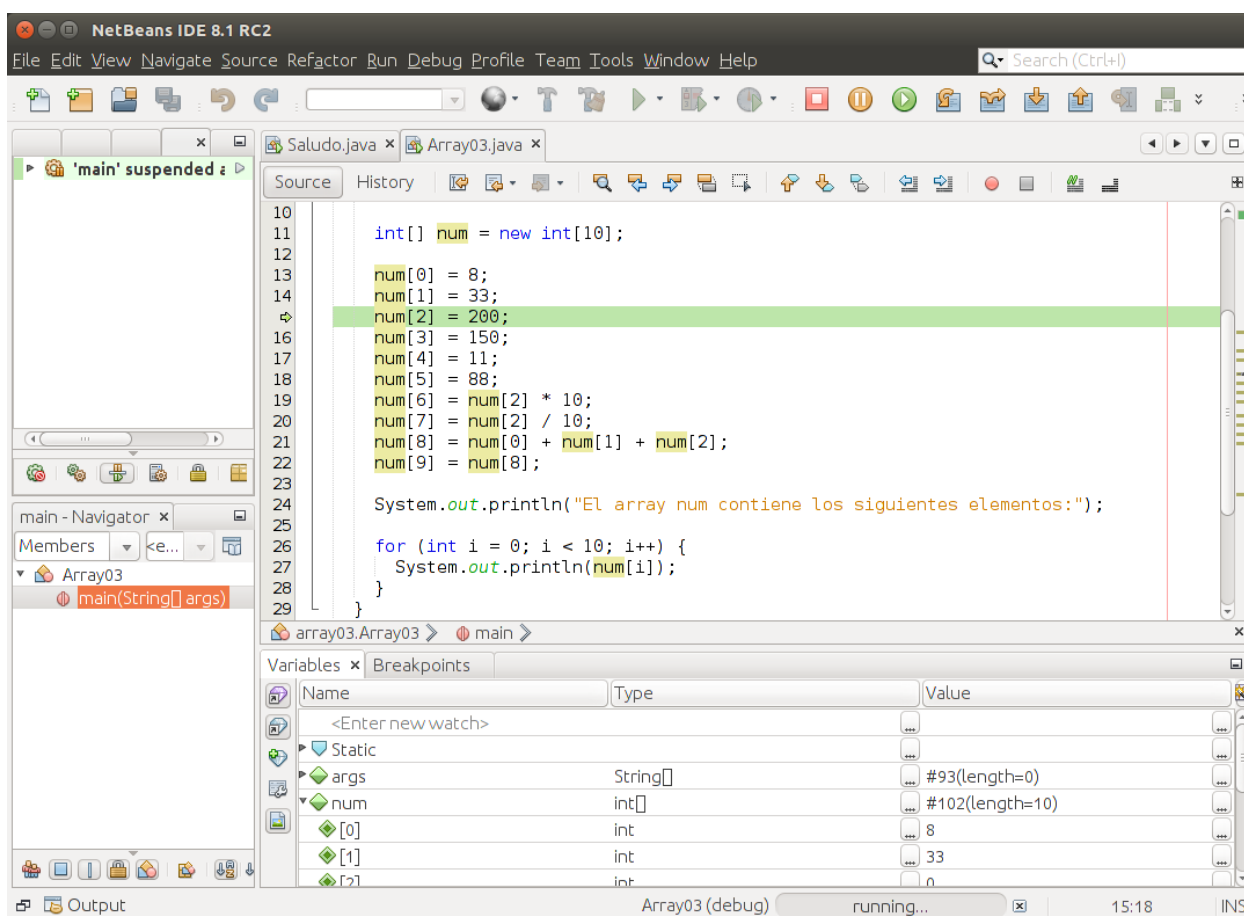 NetBeans IDE 8.1 RC2
File Edit View Navigate Source Refactor Run Debug Profile Team Tools Window Help
Search (Ctrl+I)
Saludo.java
Array03.java
'main' suspended a
Source History
10
11 int[] num = new int[10];
12
13 num[0] = 8;
14 num[1] = 33;
num[2] = 200;
16 num[3] = 150;
17 num[4] = 11;
18 num[5] = 88;
19 num[6] = num[2] * 10;
20 num[7] = num[2] / 10;
21 num[8] = num[0] + num[1] + num[2];
22 num[9] = num[8];
23
24 System.out.println("El array num contiene los siguientes elementos:");
25
26 for (int i = 0; i < 10; i++) {
27 System.out.println(num[i]);
28 }
29 }
array03.Array03 main
main - Navigator
Members <e...
Array03
main(String[] args)
Variables Breakpoints
Name Type Value
<Enter new watch>
Static
args String[] #93(length=0)
num int[] #102(length=10)
[0] int 8
[1] int 33
[2] int 0
Output Array03 (debug) running... 15:18 INS